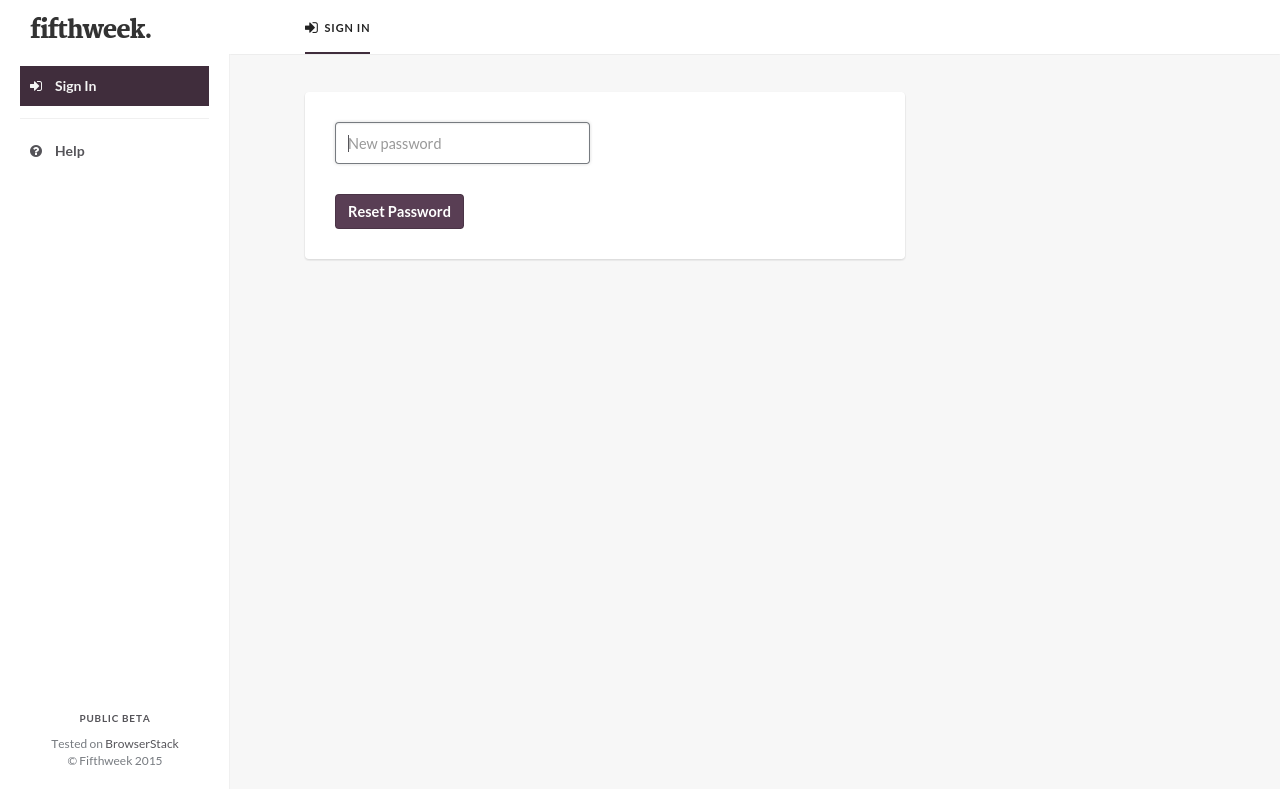 fifthweek.
SIGN IN
Sign In
Help
New password
Reset Password
PUBLIC BETA
Tested on BrowserStack
© Fifthweek 2015